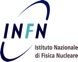 INFN
Istituto Nazionale
di Fisica Nucleare